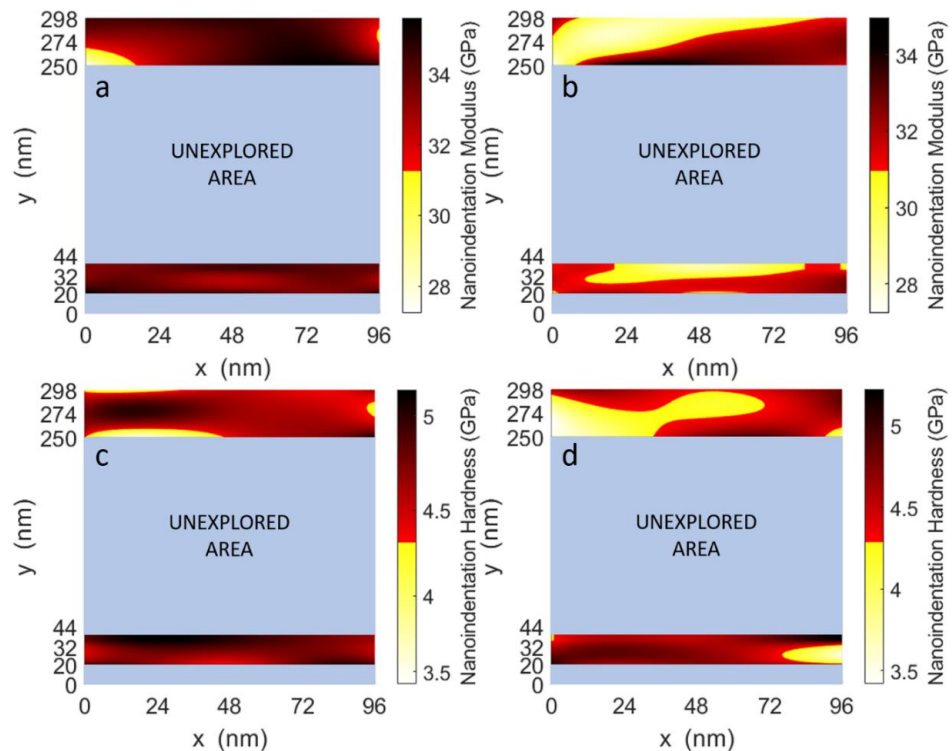 298
274
250
44
32
20
0
y (nm)
a
UNEXPLORED
AREA
0 24 48 72 96
x (nm)
34
32
30
28
Nanoindentation Modulus (GPa)
298
274
250
44
32
20
0
y (nm)
b
UNEXPLORED
AREA
0 24 48 72 96
x (nm)
34
32
30
28
Nanoindentation Modulus (GPa)
298
274
250
44
32
20
0
y (nm)
c
UNEXPLORED
AREA
0 24 48 72 96
x (nm)
5
4.5
4
3.5
Nanoindentation Hardness (GPa)
298
274
250
44
32
20
0
y (nm)
d
UNEXPLORED
AREA
0 24 48 72 96
x (nm)
5
4.5
4
3.5
Nanoindentation Hardness (GPa)